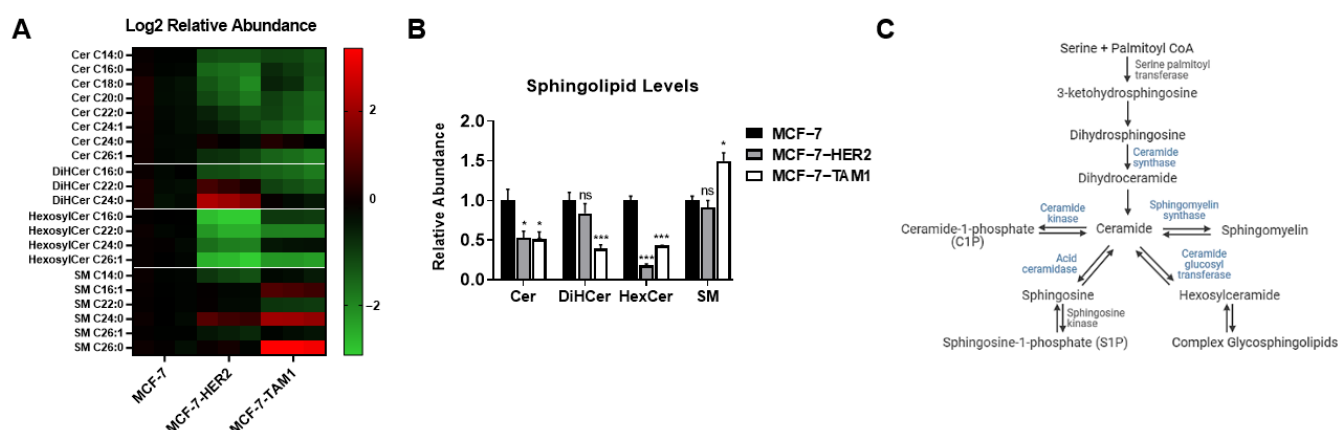 A
Log2 Relative Abundance
Cer C14:0
Cer C16:0
Cer C18:0
Cer C20:0
Cer C22:0
Cer C24:1
Cer C24:0
Cer C26:1
DiHCer C16:0
DiHCer C22:0
DiHCer C24:0
HexosylCer C16:0
HexosylCer C22:0
HexosylCer C24:0
HexosylCer C26:1
SM C14:0
SM C16:1
SM C22:0
SM C24:0
SM C26:1
SM C26:0
MCF-7
MCF-7-HER2
MCF-7-TAM1
2
0
−2
B
Sphingolipid Levels
Relative Abundance
2.0
1.5
1.0
0.5
0.0
* *
ns
***
***
***
ns
*
Cer DiHCer HexCer SM
MCF−7
MCF−7−HER2
MCF−7−TAM1
C
Serine + Palmitoyl CoA
Serine palmitoyl
transferase
3-ketohydrosphingosine
Dihydrosphingosine
Ceramide
synthase
Dihydroceramide
Ceramide
kinase
Sphingomyelin
synthase
Ceramide-1-phosphate
(C1P)
Ceramide
Sphingomyelin
Acid
ceramidase
Ceramide
glucosyl
transferase
Sphingosine
Hexosylceramide
Sphingosine
kinase
Sphingosine-1-phosphate (S1P)
Complex Glycosphingolipids